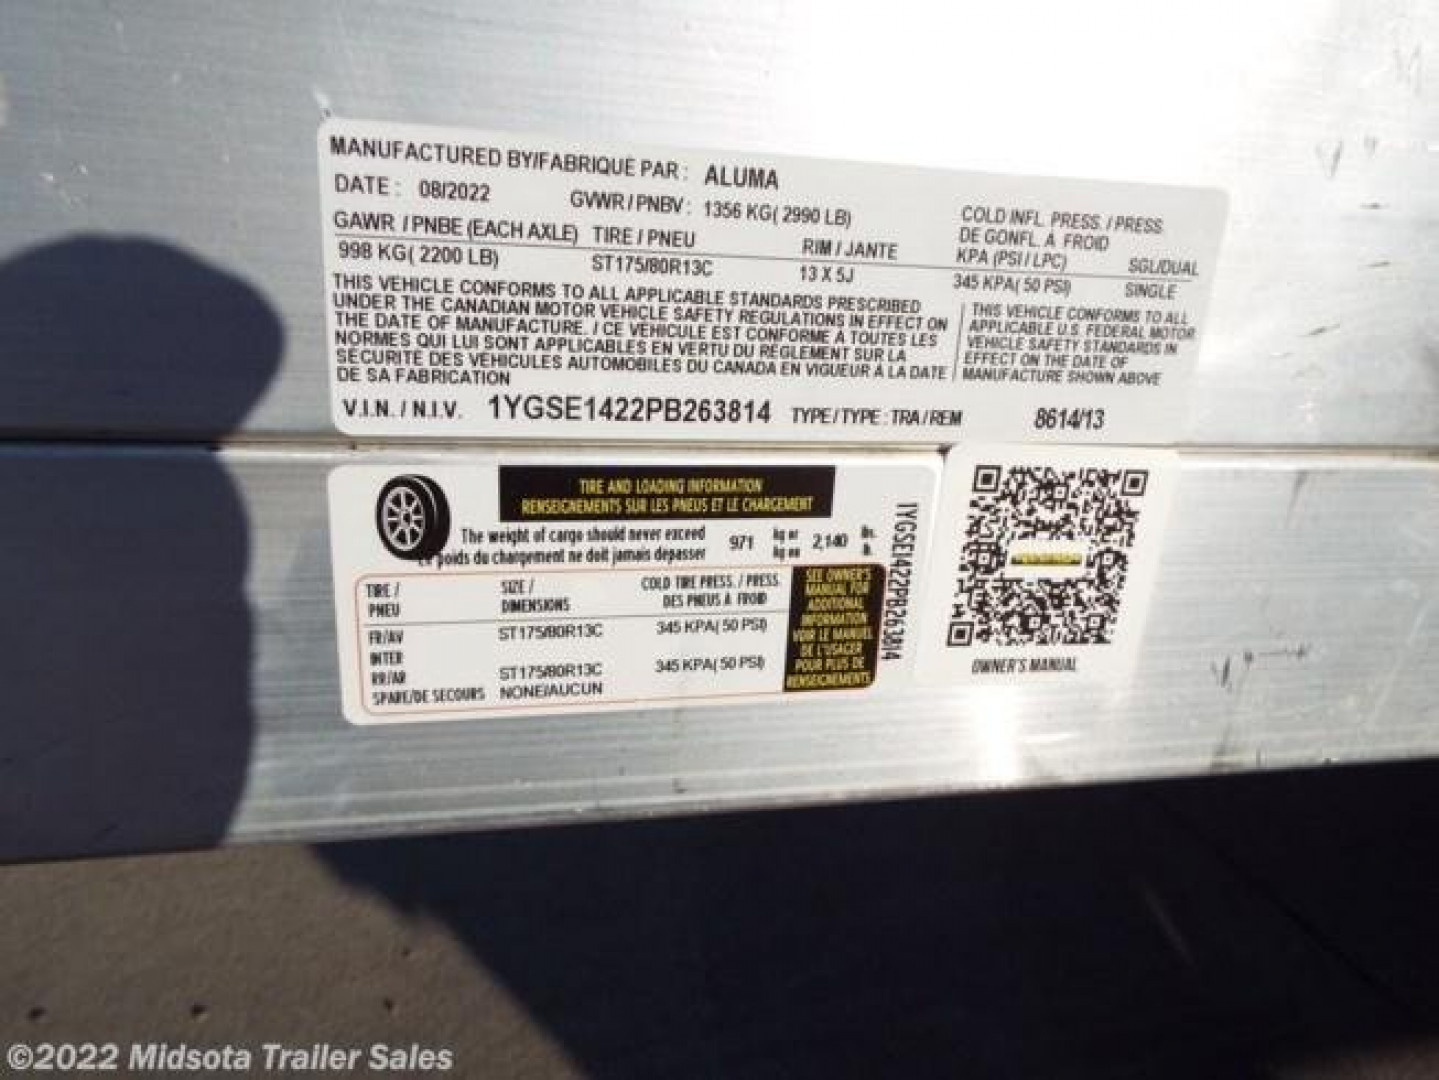 MANUFACTURED BY/FABRIQUÉ PAR: ALUMA
DATE: 08/2022 GVWR/PNBV: 1356 KG( 2990 LB)
GAWR / PNBE (EACH AXLE) TIRE / PNEU RIM / JANTE COLD INFL. PRESS. / PRESS. DE GONFL. À FROID KPA (PSI / LPC) SGL/DUAL
998 KG( 2200 LB) ST175/80R13C 13 X 5J 345 KPA( 50 PSI) SINGLE
THIS VEHICLE CONFORMS TO ALL APPLICABLE STANDARDS PRESCRIBED
UNDER THE CANADIAN MOTOR VEHICLE SAFETY REGULATIONS IN EFFECT ON
THE DATE OF MANUFACTURE. / CE VÉHICULE EST CONFORME À TOUTES LES
NORMES QUI LUI SONT APPLICABLES EN VERTU DU RÈGLEMENT SUR LA
SÉCURITÉ DES VÉHICULES AUTOMOBILES DU CANADA EN VIGUEUR À LA DATE
DE SA FABRICATION
THIS VEHICLE CONFORMS TO ALL
APPLICABLE U.S. FEDERAL MOTOR
VEHICLE SAFETY STANDARDS IN
EFFECT ON THE DATE OF
MANUFACTURE SHOWN ABOVE
V.I.N. / N.I.V. 1YGSE1422PB263814 TYPE/TYPE : TRA/REM 8614/13
TIRE AND LOADING INFORMATION
RENSEIGNEMENTS SUR LES PNEUS ET LE CHARGEMENT
The weight of cargo should never exceed 971 kg or 2,140 lbs.
Le poids du chargement ne doit jamais depasser kg ou lb.
TIRE / PNEU SIZE / DIMENSIONS COLD TIRE PRESS. / PRESS DES PNEUS À FROID
FR/AV ST175/80R13C 345 KPA( 50 PSI)
INTER
RR/AR ST175/80R13C 345 KPA( 50 PSI)
SPARE/DE SECOURS NONE/AUCUN
SEE OWNER'S
MANUAL FOR
ADDITIONAL
INFORMATION
VOIR LE MANUEL
DE L'USAGER
POUR PLUS DE
RENSEIGNEMENTS
1YGSE1422PB263814
OWNER'S MANUAL
©2022 Midsota Trailer Sales